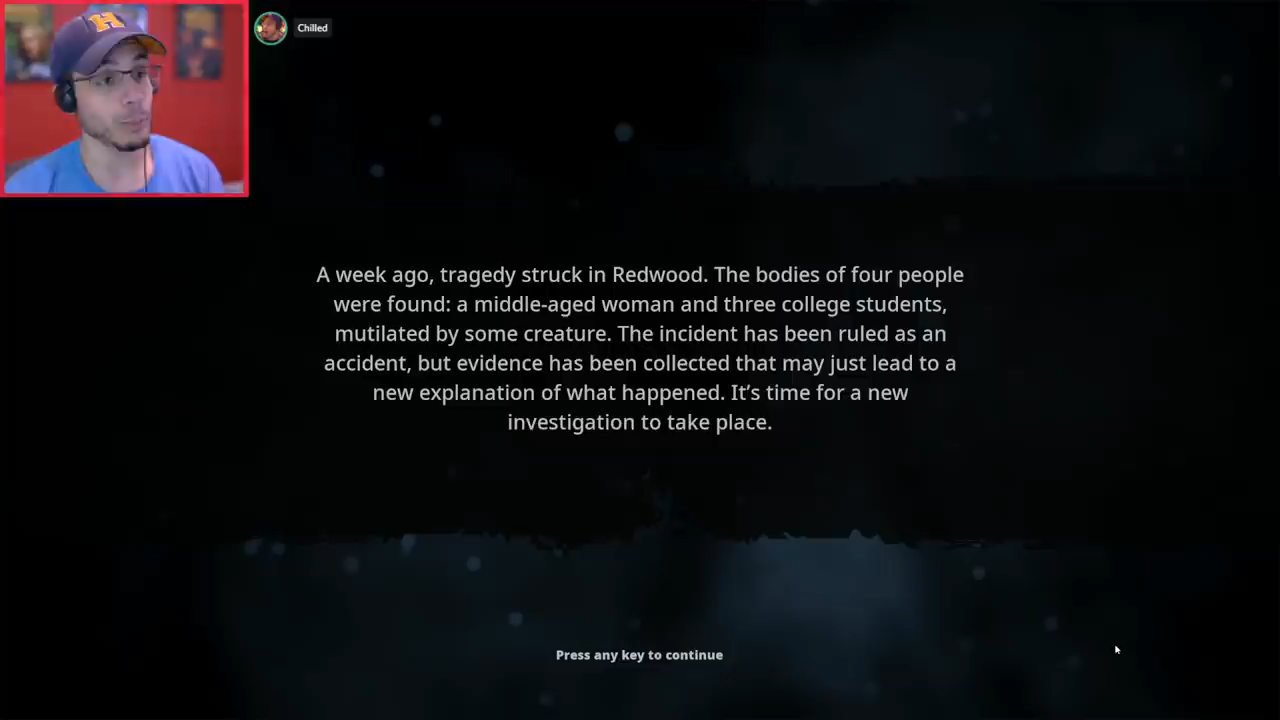 H
Chilled
A week ago, tragedy struck in Redwood. The bodies of four people
were found: a middle-aged woman and three college students,
mutilated by some creature. The incident has been ruled as an
accident, but evidence has been collected that may just lead to a
new explanation of what happened. It’s time for a new
investigation to take place.
Press any key to continue